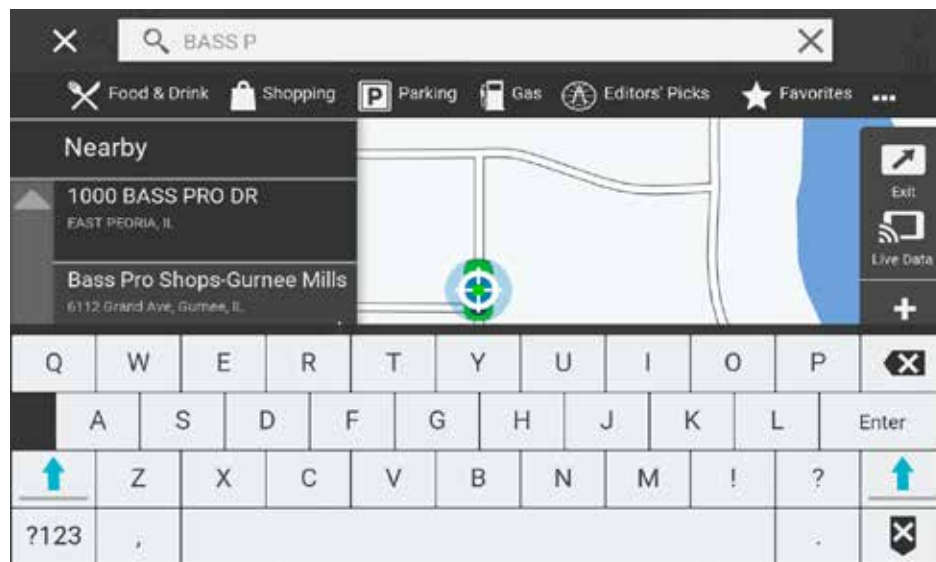 BASS P
Food & Drink Shopping P Parking Gas Editors' Picks Favorites ...
Nearby
1000 BASS PRO DR
EAST PEORIA, IL
Bass Pro Shops-Gurnee Mills
6112 Grand Ave, Gurnee, IL
Exit
Live Data
+
Q W E R T Y U I O P
A S D F G H J K L Enter
Z X C V B N M ! ?
?123 , .